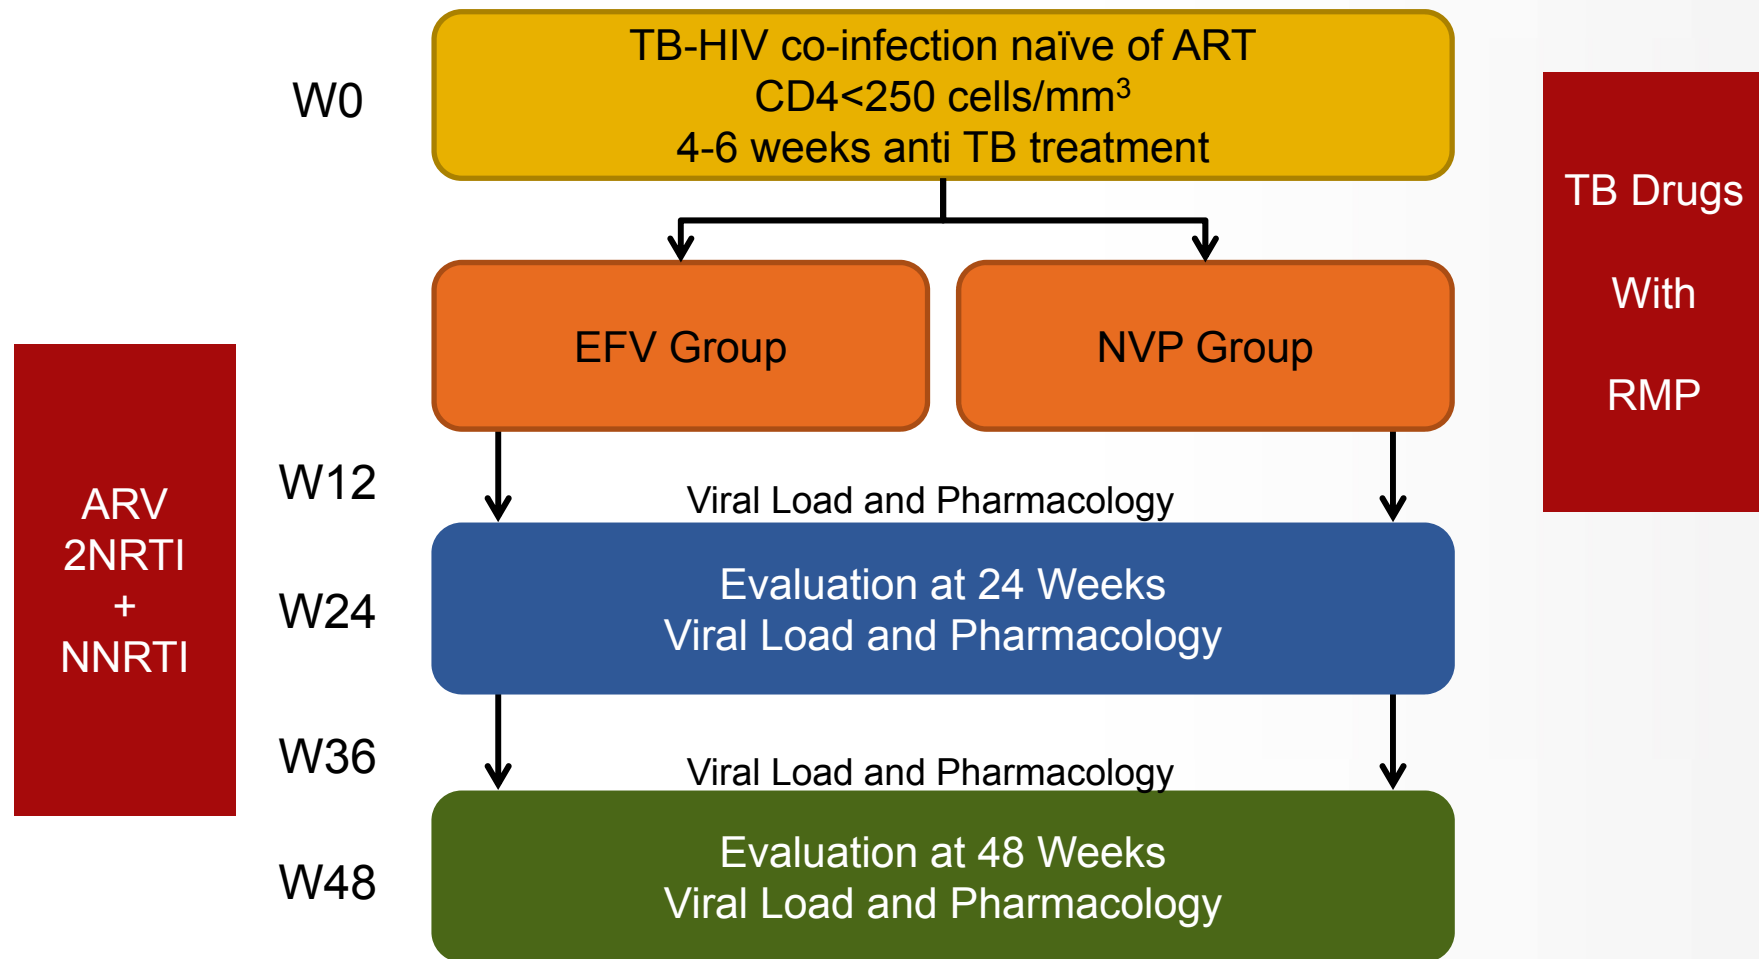 W0
TB-HIV co-infection naïve of ART
CD4<250 cells/mm³
4-6 weeks anti TB treatment
TB Drugs
With
RMP
EFV Group
NVP Group
ARV
2NRTI
+
NNRTI
W12
Viral Load and Pharmacology
W24
Evaluation at 24 Weeks
Viral Load and Pharmacology
W36
Viral Load and Pharmacology
W48
Evaluation at 48 Weeks
Viral Load and Pharmacology